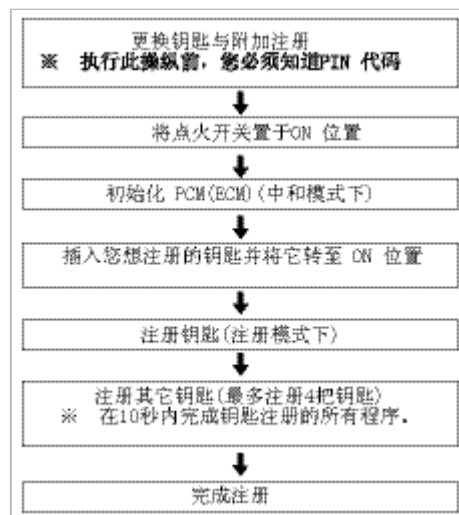 更换钥匙与附加注册
※ 执行此操纵前，您必须知道PIN 代码
将点火开关置于ON 位置
初始化 PCM(ECM)(中和模式下)
插入您想注册的钥匙并将它转至 ON 位置
注册钥匙(注册模式下)
注册其它钥匙(最多注册4把钥匙)
※ 在10秒内完成钥匙注册的所有程序.
完成注册